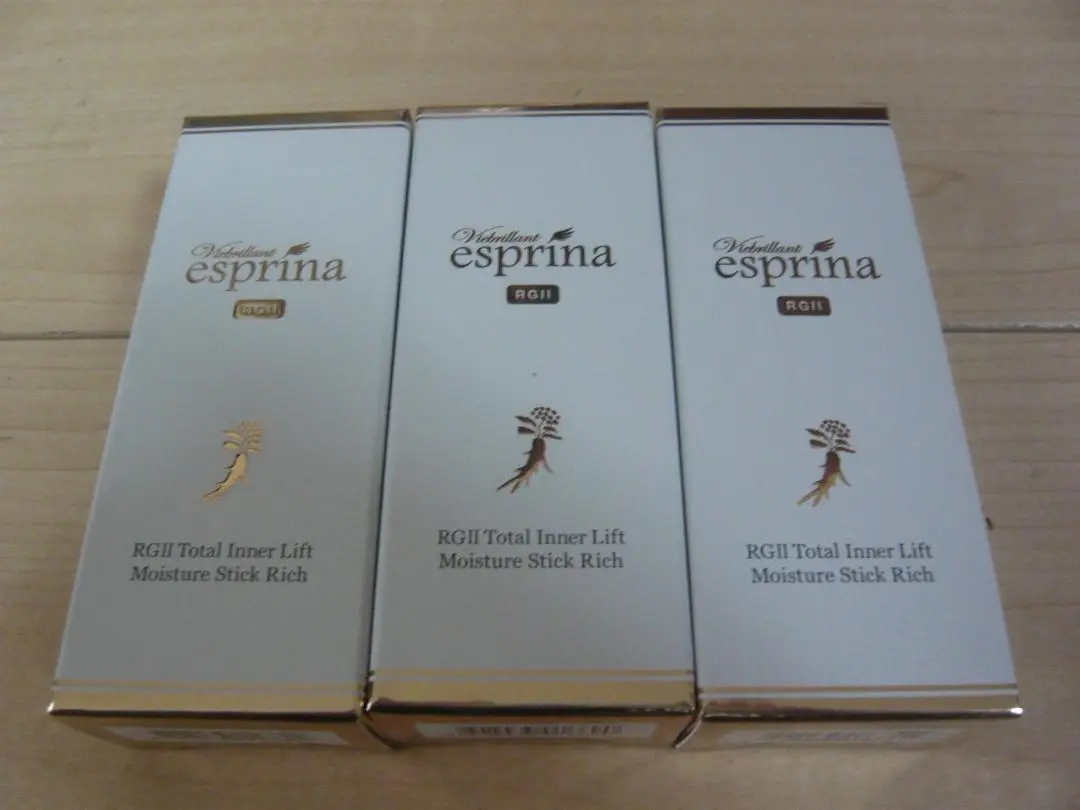 Viebrillant
esprina
RGII
RGII Total Inner Lift
Moisture Stick Rich
Viebrillant
esprina
RGII
RGII Total Inner Lift
Moisture Stick Rich
Viebrillant
esprina
RGII
RGII Total Inner Lift
Moisture Stick Rich